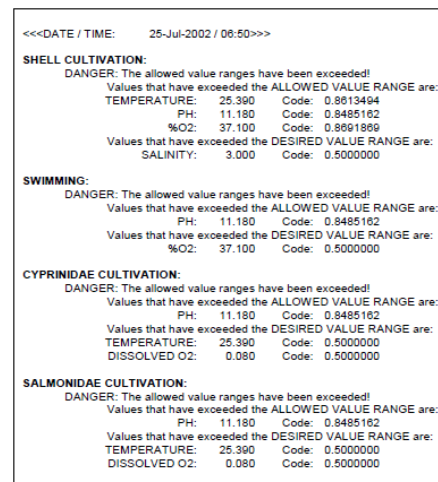 <<<DATE / TIME: 25-Jul-2002 / 06:50>>>
SHELL CULTIVATION:
DANGER: The allowed value ranges have been exceeded!
Values that have exceeded the ALLOWED VALUE RANGE are:
TEMPERATURE: 25.390 Code: 0.8613494
PH: 11.180 Code: 0.8485162
%O2: 37.100 Code: 0.8691869
Values that have exceeded the DESIRED VALUE RANGE are:
SALINITY: 3.000 Code: 0.5000000
SWIMMING:
DANGER: The allowed value ranges have been exceeded!
Values that have exceeded the ALLOWED VALUE RANGE are:
PH: 11.180 Code: 0.8485162
Values that have exceeded the DESIRED VALUE RANGE are:
%O2: 37.100 Code: 0.5000000
CYPRINIDAE CULTIVATION:
DANGER: The allowed value ranges have been exceeded!
Values that have exceeded the ALLOWED VALUE RANGE are:
PH: 11.180 Code: 0.8485162
Values that have exceeded the DESIRED VALUE RANGE are:
TEMPERATURE: 25.390 Code: 0.5000000
DISSOLVED O2: 0.080 Code: 0.5000000
SALMONIDAE CULTIVATION:
DANGER: The allowed value ranges have been exceeded!
Values that have exceeded the ALLOWED VALUE RANGE are:
PH: 11.180 Code: 0.8485162
Values that have exceeded the DESIRED VALUE RANGE are:
TEMPERATURE: 25.390 Code: 0.5000000
DISSOLVED O2: 0.080 Code: 0.5000000